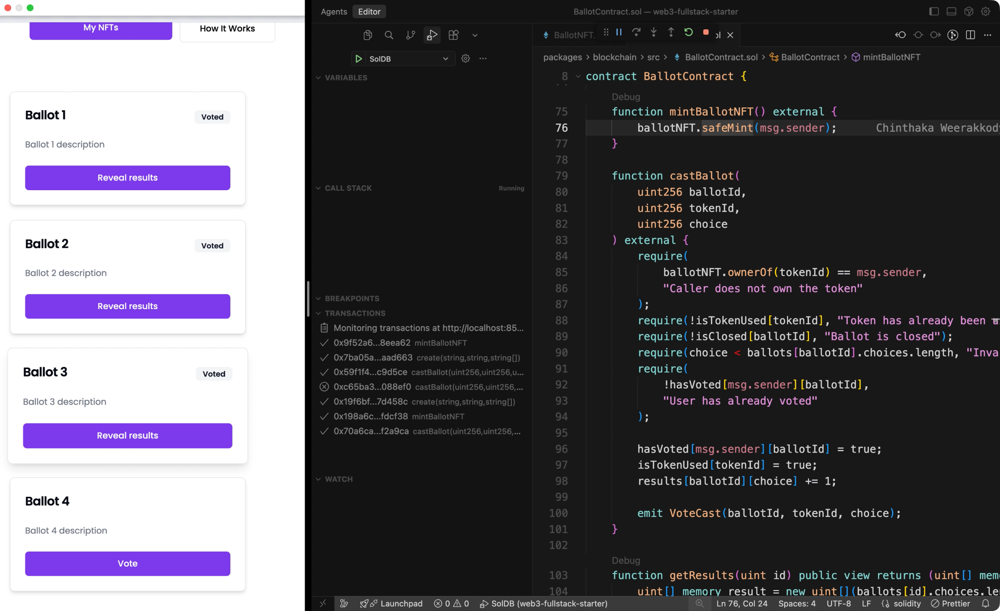 My NFTs
How It Works
Ballot 1
Voted
Ballot 1 description
Reveal results
Ballot 2
Voted
Ballot 2 description
Reveal results
Ballot 3
Voted
Ballot 3 description
Reveal results
Ballot 4
Ballot 4 description
Vote
Agents Editor
BallotContract.sol — web3-fullstack-starter
SolDB
VARIABLES
CALL STACK Running
BREAKPOINTS
TRANSACTIONS
Monitoring transactions at http://localhost:85...
0x9f52a6...8eea62 mintBallotNFT
0x7ba05a...aad663 create(string,string,string[])
0x59f1f4...c9d5ce castBallot(uint256,uint256,u...
0xc65ba3...088ef0 castBallot(uint256,uint256,...
0x19f6bf...7d458c create(string,string,string[])
0x198a6c...fdcf38 mintBallotNFT
0x70a6ca...f2a9ca castBallot(uint256,uint256,...
WATCH
BallotNFT. ol
packages > blockchain > src > BallotContract.sol > BallotContract > mintBallotNFT
8 contract BallotContract {
Debug
75 function mintBallotNFT() external {
76 ballotNFT.safeMint(msg.sender); Chinthaka Weerakkody
77 }
78
79 function castBallot(
80 uint256 ballotId,
81 uint256 tokenId,
82 uint256 choice
83 ) external {
84 require(
85 ballotNFT.ownerOf(tokenId) == msg.sender,
86 "Caller does not own the token"
87 );
88 require(!isTokenUsed[tokenId], "Token has already been
89 require(!isClosed[ballotId], "Ballot is closed");
90 require(choice < ballots[ballotId].choices.length, "Inva
91 require(
92 !hasVoted[msg.sender][ballotId],
93 "User has already voted"
94 );
95
96 hasVoted[msg.sender][ballotId] = true;
97 isTokenUsed[tokenId] = true;
98 results[ballotId][choice] += 1;
99
100 emit VoteCast(ballotId, tokenId, choice);
101 }
102
Debug
103 function getResults(uint id) public view returns (uint[] mem
104 uint[] memory result = new uint[](ballots[id].choices.le
Launchpad 0 0 SolDB (web3-fullstack-starter) Ln 76, Col 24 Spaces: 4 UTF-8 LF solidity Prettier